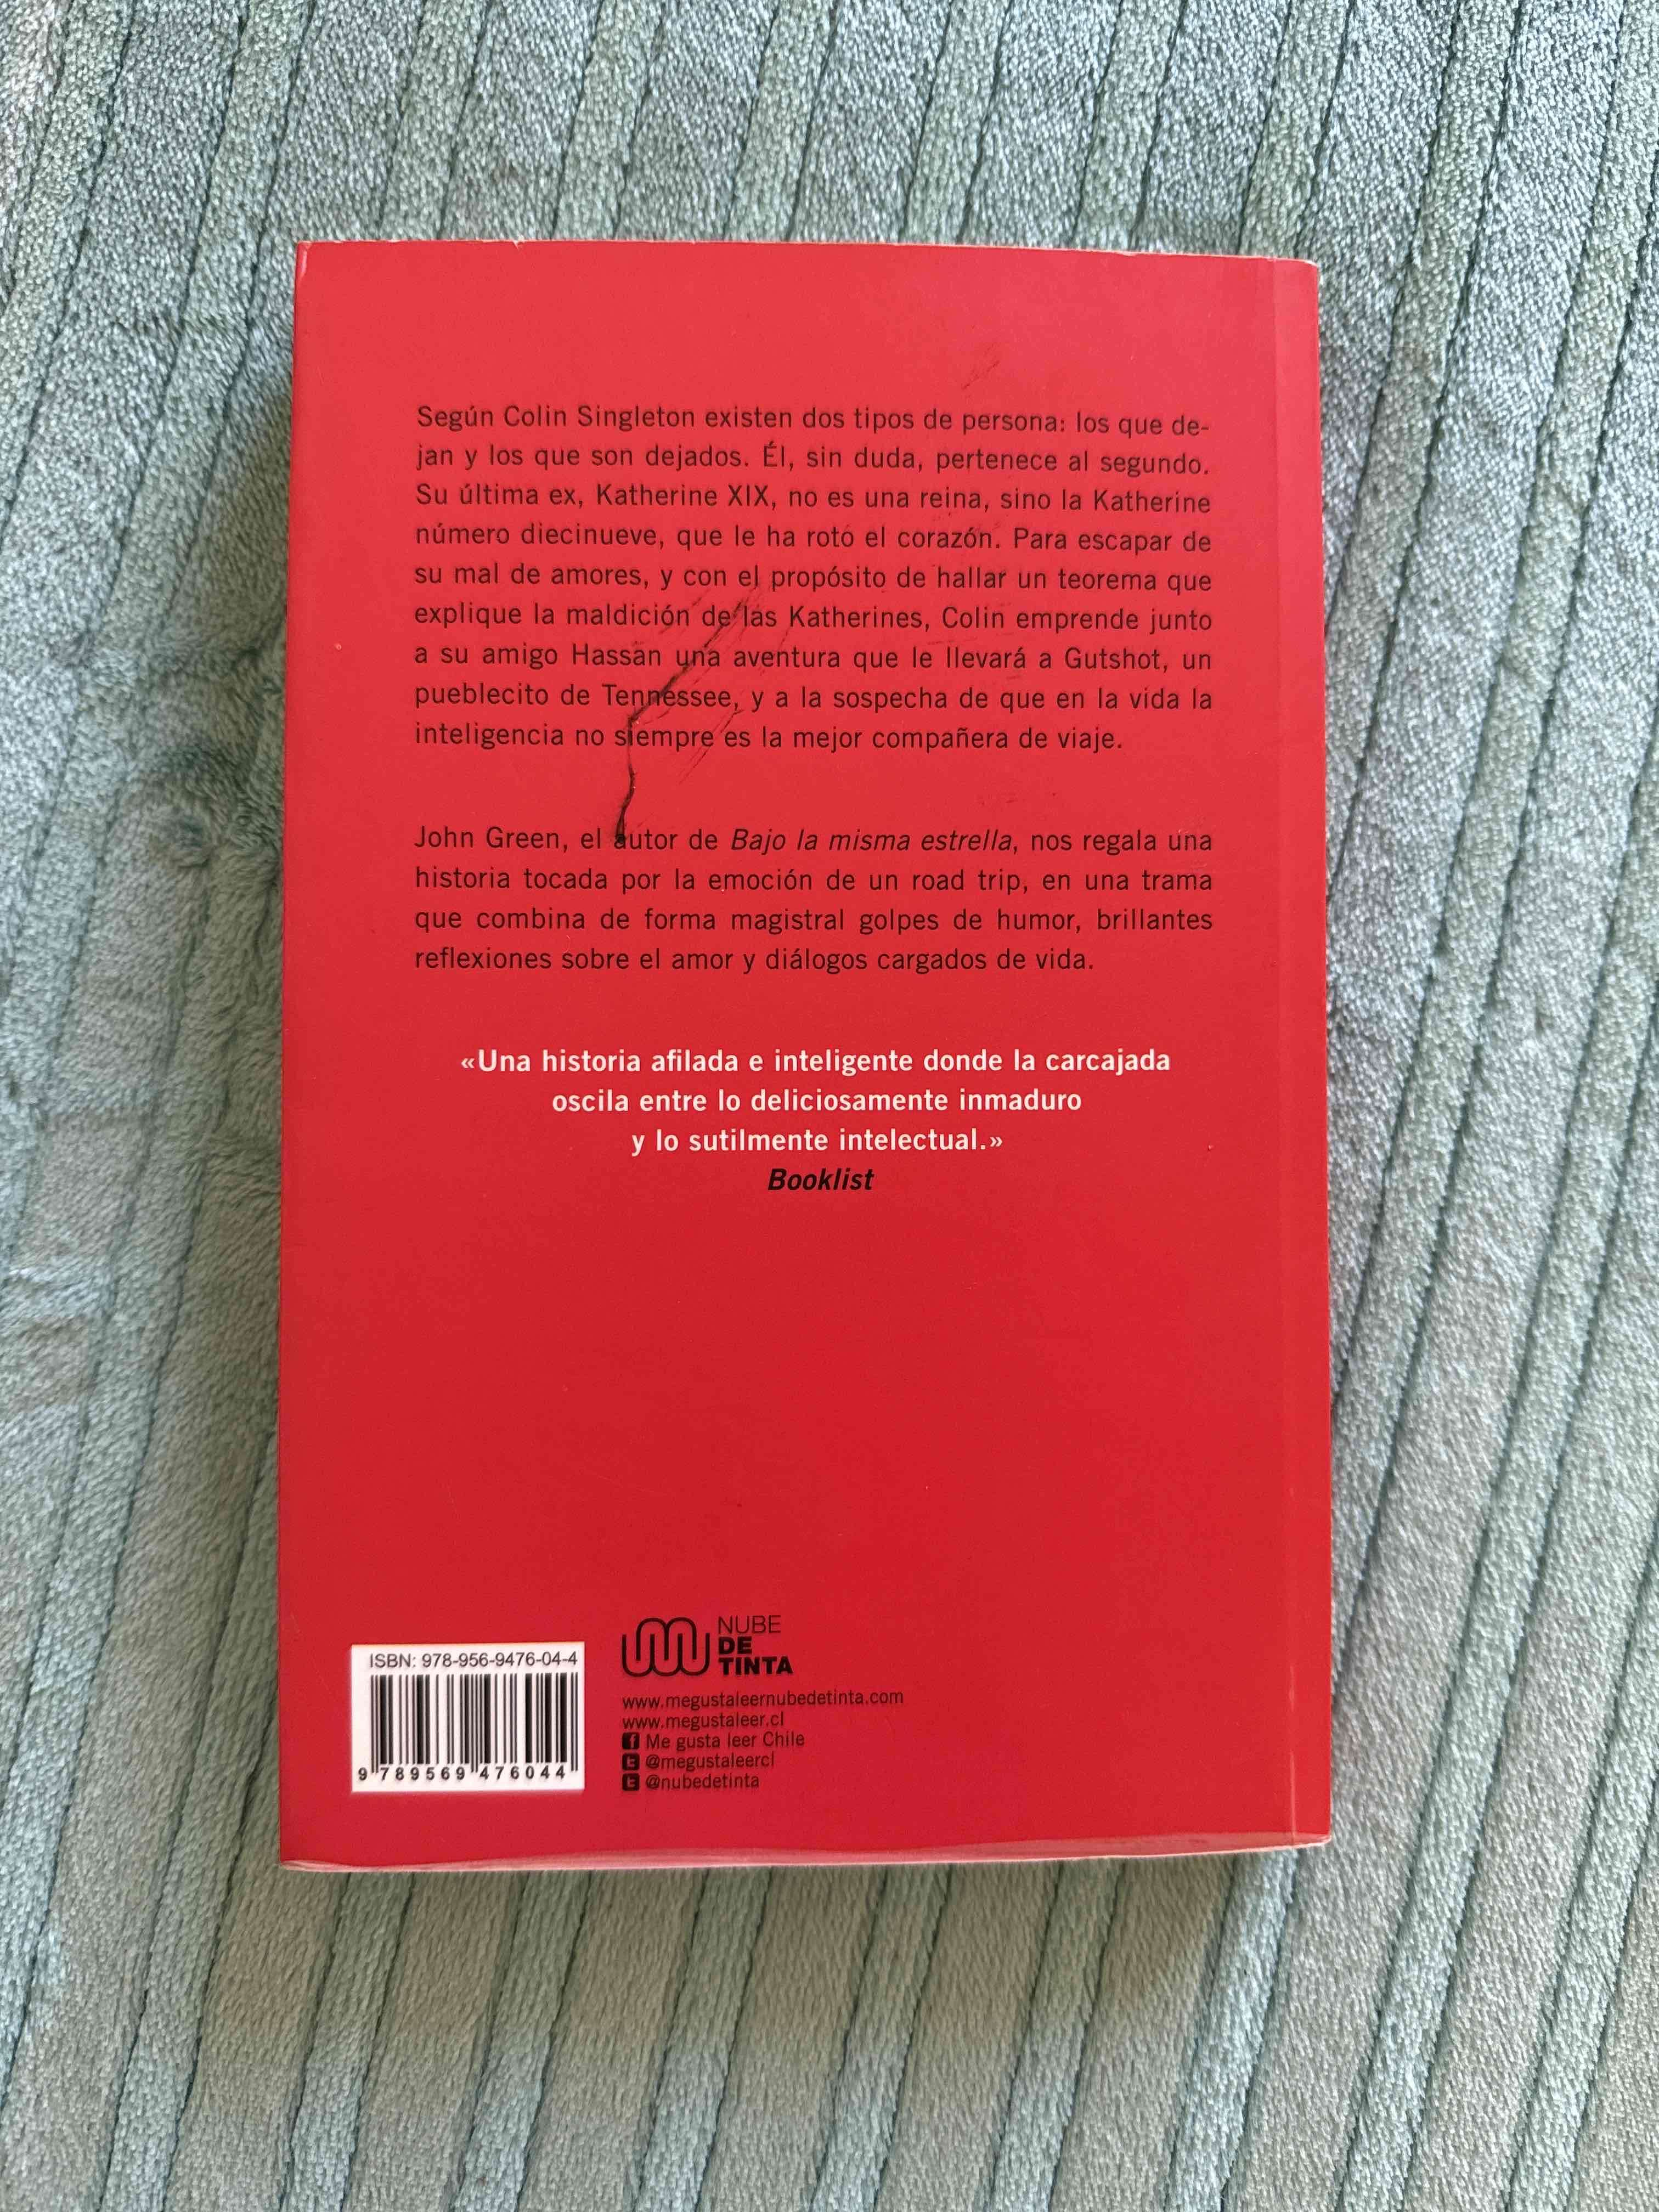 Según Colin Singleton existen dos tipos de persona: los que de-
jan y los que son dejados. Él, sin duda, pertenece al segundo.
Su última ex, Katherine XIX, no es una reina, sino la Katherine
número diecinueve, que le ha roto el corazón. Para escapar de
su mal de amores, y con el propósito de hallar un teorema que
explique la maldición de las Katherines, Colin emprende junto
a su amigo Hassan una aventura que le llevará a Gutshot, un
pueblecito de Tennessee, y a la sospecha de que en la vida la
inteligencia no siempre es la mejor compañera de viaje.
John Green, el autor de Bajo la misma estrella, nos regala una
historia tocada por la emoción de un road trip, en una trama
que combina de forma magistral golpes de humor, brillantes
reflexiones sobre el amor y diálogos cargados de vida.
«Una historia afilada e inteligente donde la carcajada
oscila entre lo deliciosamente inmaduro
y lo sutilmente intelectual.»
Booklist
ISBN: 978-956-9476-04-4
9 789569 476044
NUBE
DE
TINTA
www.megustaleernubedetinta.com
www.megustaleer.cl
f Me gusta leer Chile
t @megustaleercl
t @nubedetinta